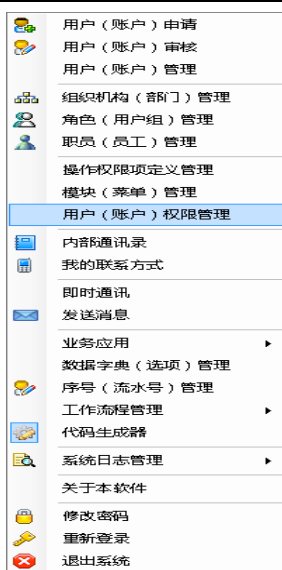 用户（账户）申请
用户（账户）审核
用户（账户）管理
组织机构（部门）管理
角色（用户组）管理
职员（员工）管理
操作权限项定义管理
模块（菜单）管理
用户（账户）权限管理
内部通讯录
我的联系方式
即时通讯
发送消息
业务应用
数据字典（选项）管理
序号（流水号）管理
工作流程管理
代码生成器
系统日志管理
关于本软件
修改密码
重新登录
退出系统